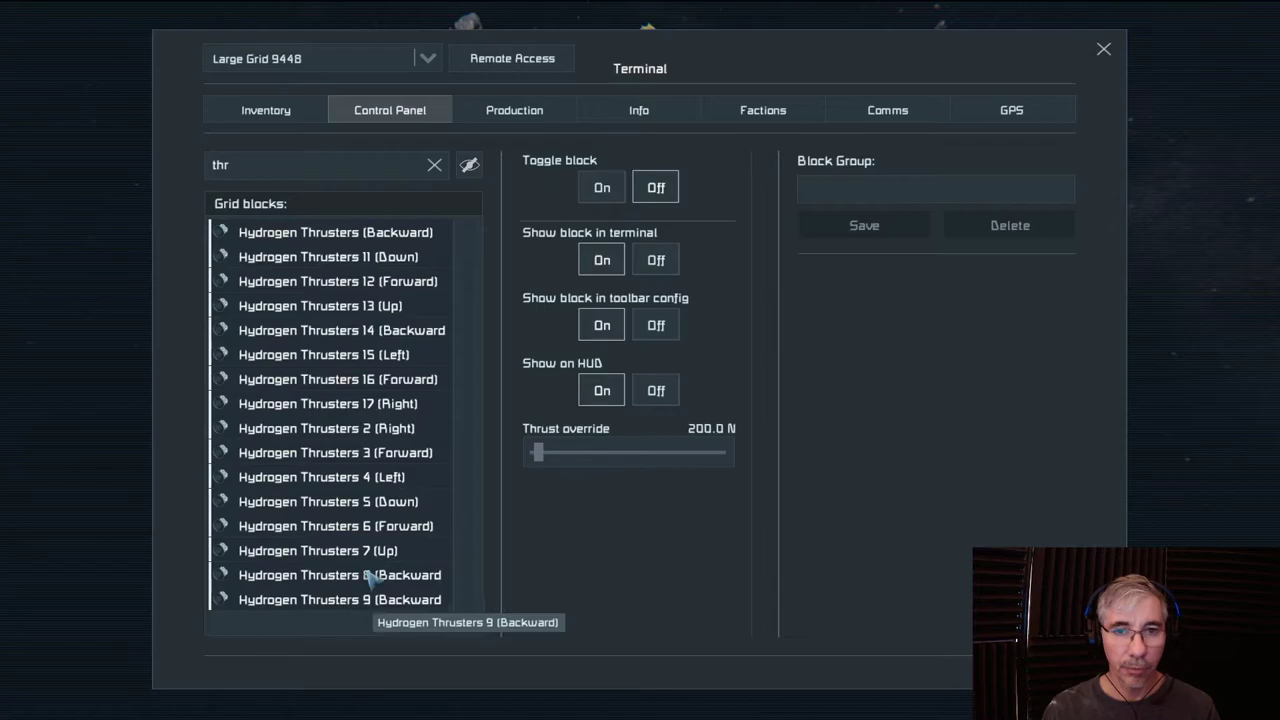 Large Grid 9448
Remote Access
Terminal
Inventory
Control Panel
Production
Info
Factions
Comms
GPS
thr
Grid blocks:
Hydrogen Thrusters (Backward)
Hydrogen Thrusters 11 (Down)
Hydrogen Thrusters 12 (Forward)
Hydrogen Thrusters 13 (Up)
Hydrogen Thrusters 14 (Backward
Hydrogen Thrusters 15 (Left)
Hydrogen Thrusters 16 (Forward)
Hydrogen Thrusters 17 (Right)
Hydrogen Thrusters 2 (Right)
Hydrogen Thrusters 3 (Forward)
Hydrogen Thrusters 4 (Left)
Hydrogen Thrusters 5 (Down)
Hydrogen Thrusters 6 (Forward)
Hydrogen Thrusters 7 (Up)
Hydrogen Thrusters 8 (Backward
Hydrogen Thrusters 9 (Backward
Hydrogen Thrusters 9 (Backward)
Toggle block
On Off
Show block in terminal
On Off
Show block in toolbar config
On Off
Show on HUD
On Off
Thrust override 200.0 N
Block Group:
Save Delete